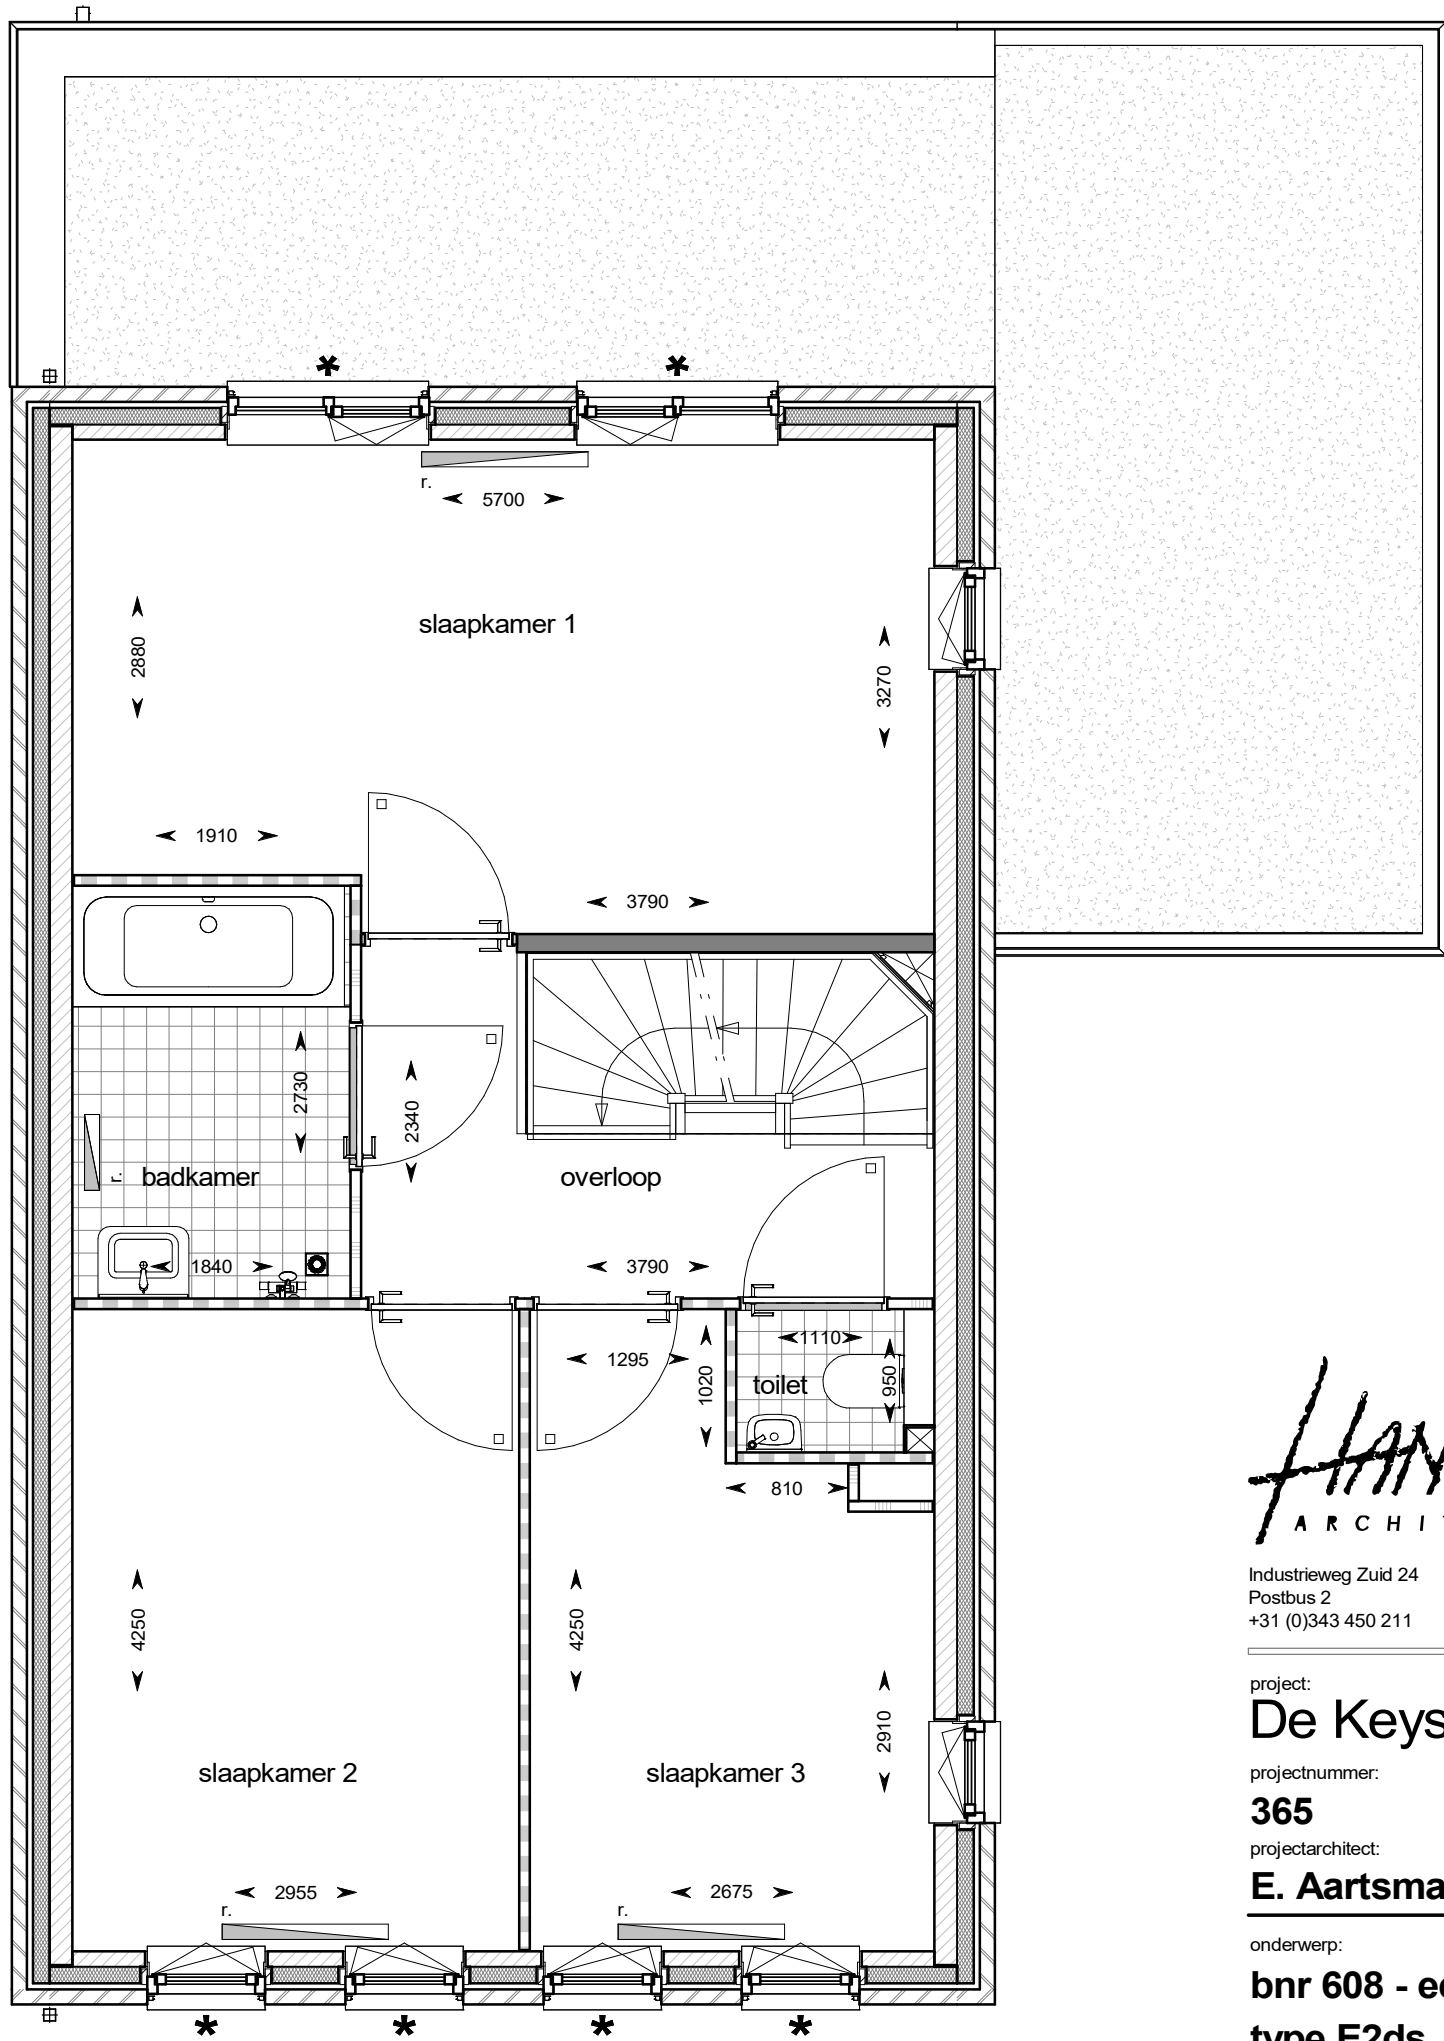 *
*
r.
5700
slaapkamer 1
2880
3270
1910
3790
2730
2340
r.
badkamer
overloop
1840
3790
1110
1295
1020
950
toilet
810
ARCHI
Industrieweg Zuid 24
Postbus 2
+31 (0)343 450 211
4250
4250
project:
De Keys
2910
slaapkamer 2
slaapkamer 3
projectnummer:
365
projectarchitect:
E. Aartsma
2955
2675
r.
r.
onderwerp:
bnr 608 - e
type E2ds
*
*
*
*